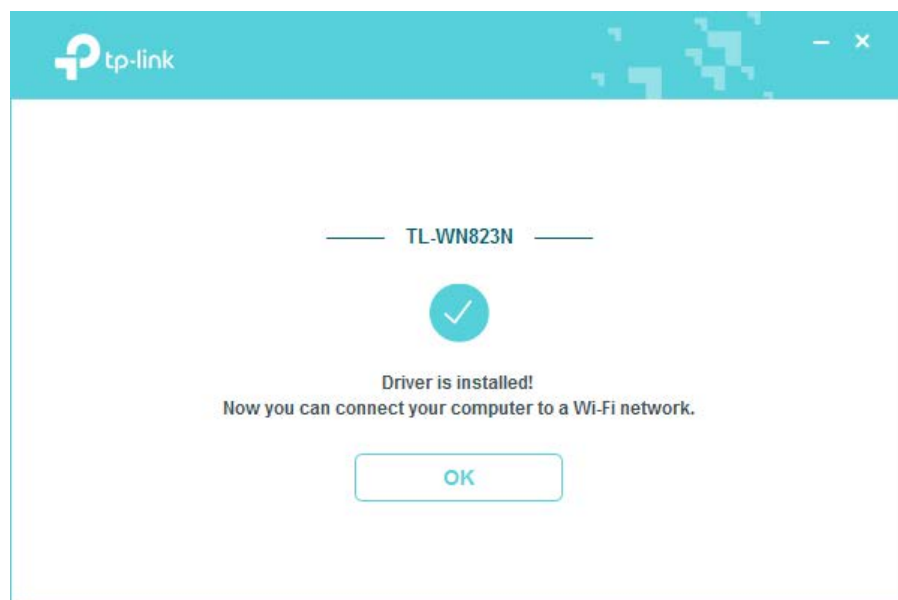 tp-link
TL-WN823N
Driver is installed!
Now you can connect your computer to a Wi-Fi network.
OK